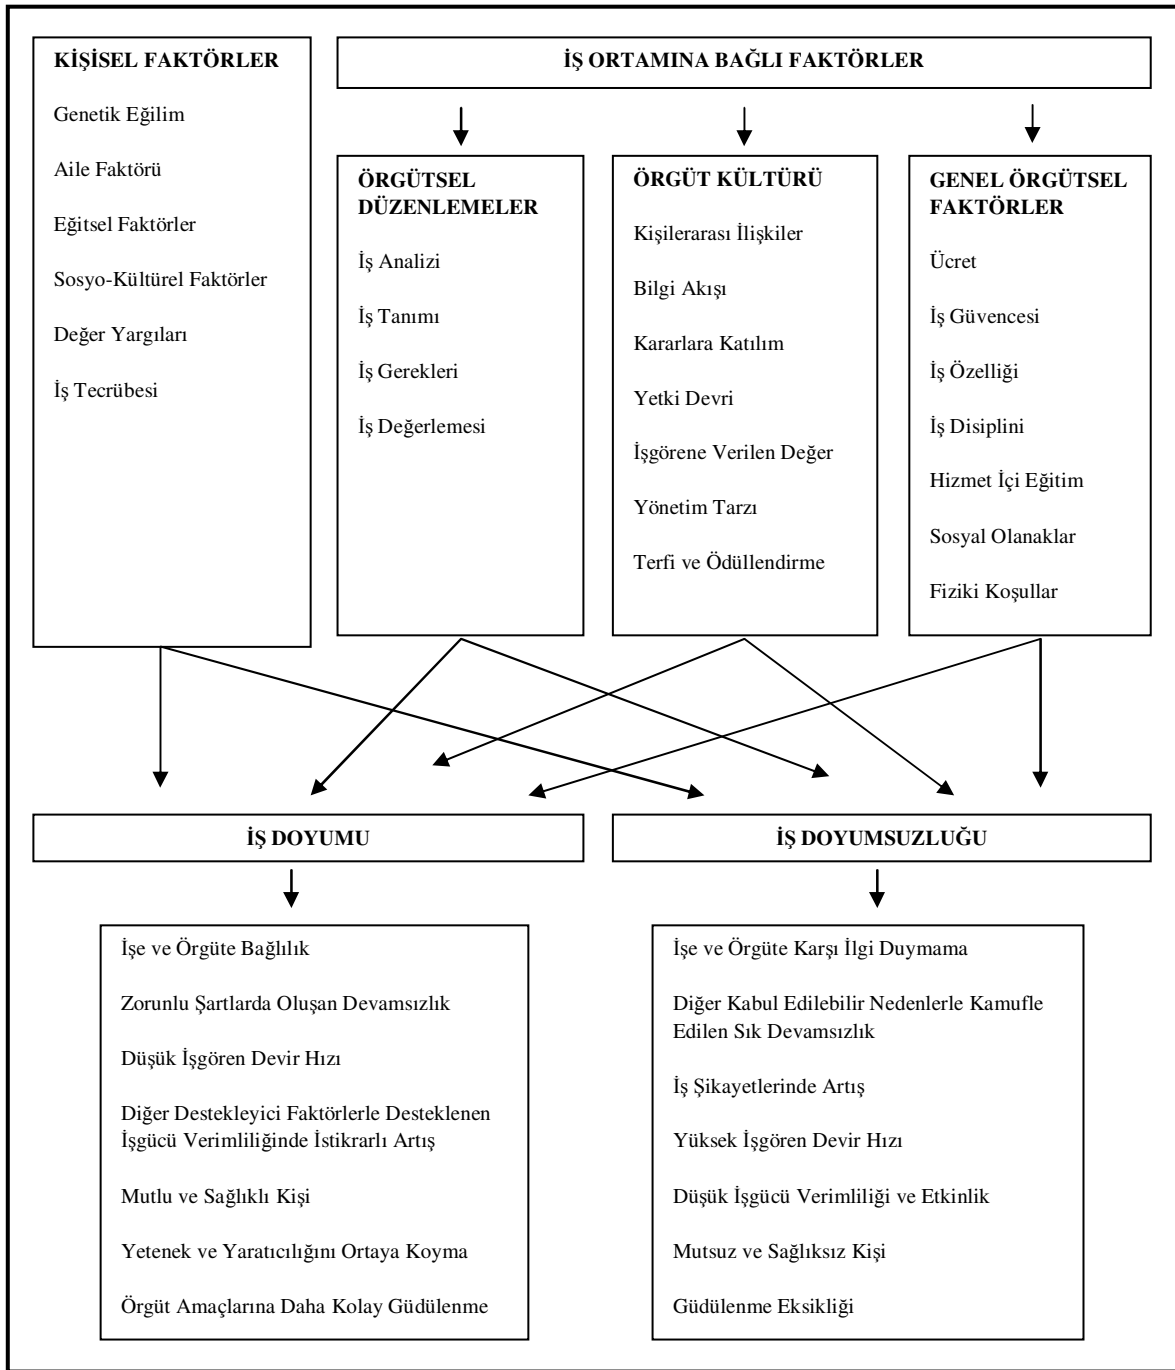 KİŞİSEL FAKTÖRLER
Genetik Eğilim
Aile Faktörü
Eğitsel Faktörler
Sosyo-Kültürel Faktörler
Değer Yargıları
İş Tecrübesi
İŞ ORTAMINA BAĞLI FAKTÖRLER
ÖRGÜTSEL
DÜZENLEMELER
İş Analizi
İş Tanımı
İş Gerekleri
İş Değerlemesi
ÖRGÜT KÜLTÜRÜ
Kişilerarası İlişkiler
Bilgi Akışı
Kararlara Katılım
Yetki Devri
İşgörene Verilen Değer
Yönetim Tarzı
Terfi ve Ödüllendirme
GENEL ÖRGÜTSEL
FAKTÖRLER
Ücret
İş Güvencesi
İş Özelliği
İş Disiplini
Hizmet İçi Eğitim
Sosyal Olanaklar
Fiziki Koşullar
İŞ DOYUMU
İşe ve Örgüte Bağlılık
Zorunlu Şartlarda Oluşan Devamsızlık
Düşük İşgören Devir Hızı
Diğer Destekleyici Faktörlerle Desteklenen
İşgücü Verimliliğinde İstikrarlı Artış
Mutlu ve Sağlıklı Kişi
Yetenek ve Yaratıcılığını Ortaya Koyma
Örgüt Amaçlarına Daha Kolay Güdülenme
İŞ DOYUMSUZLUĞU
İşe ve Örgüte Karşı İlgi Duymama
Diğer Kabul Edilebilir Nedenlerle Kamufle
Edilen Sık Devamsızlık
İş Şikayetlerinde Artış
Yüksek İşgören Devir Hızı
Düşük İşgücü Verimliliği ve Etkinlik
Mutsuz ve Sağlıksız Kişi
Güdülenme Eksikliği